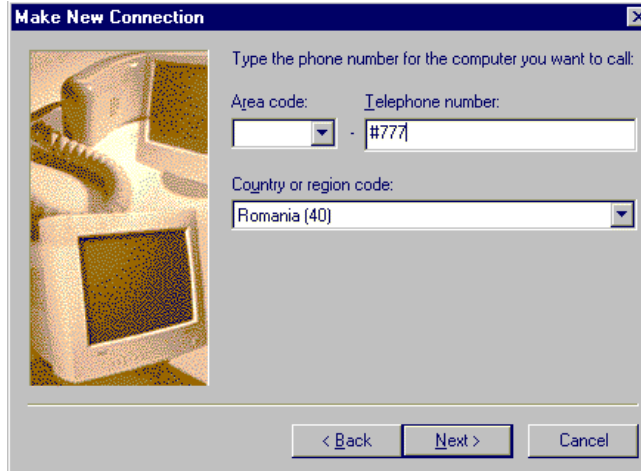 Make New Connection
Type the phone number for the computer you want to call:
Area code: Telephone number:
- #777
Country or region code:
Romania (40)
< Back Next > Cancel